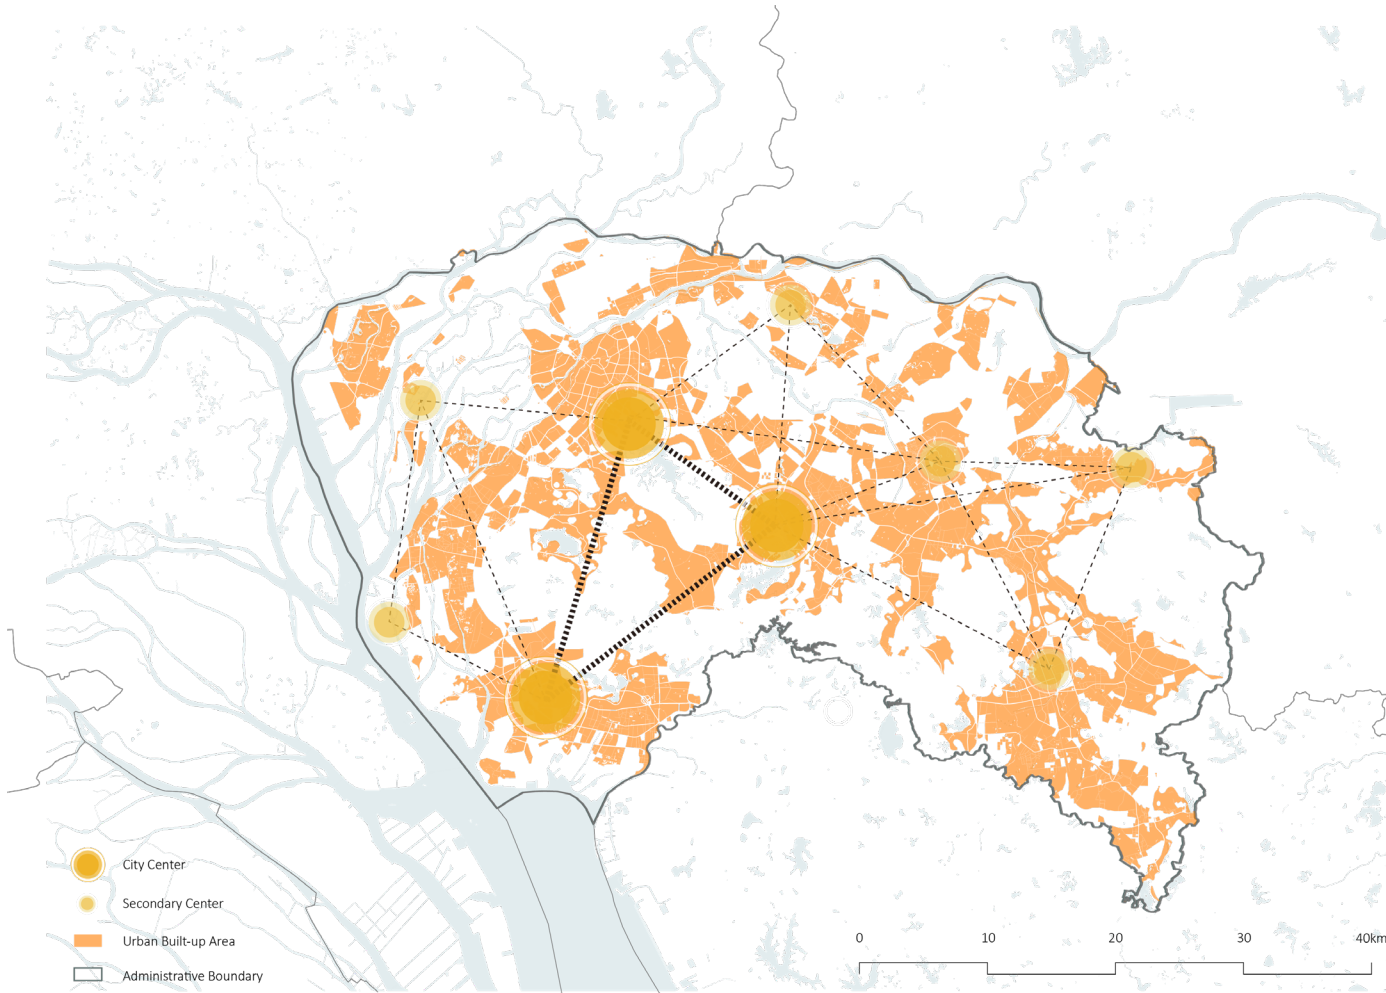 City Center
Secondary Center
Urban Built-up Area
Administrative Boundary
0 10 20 30 40km